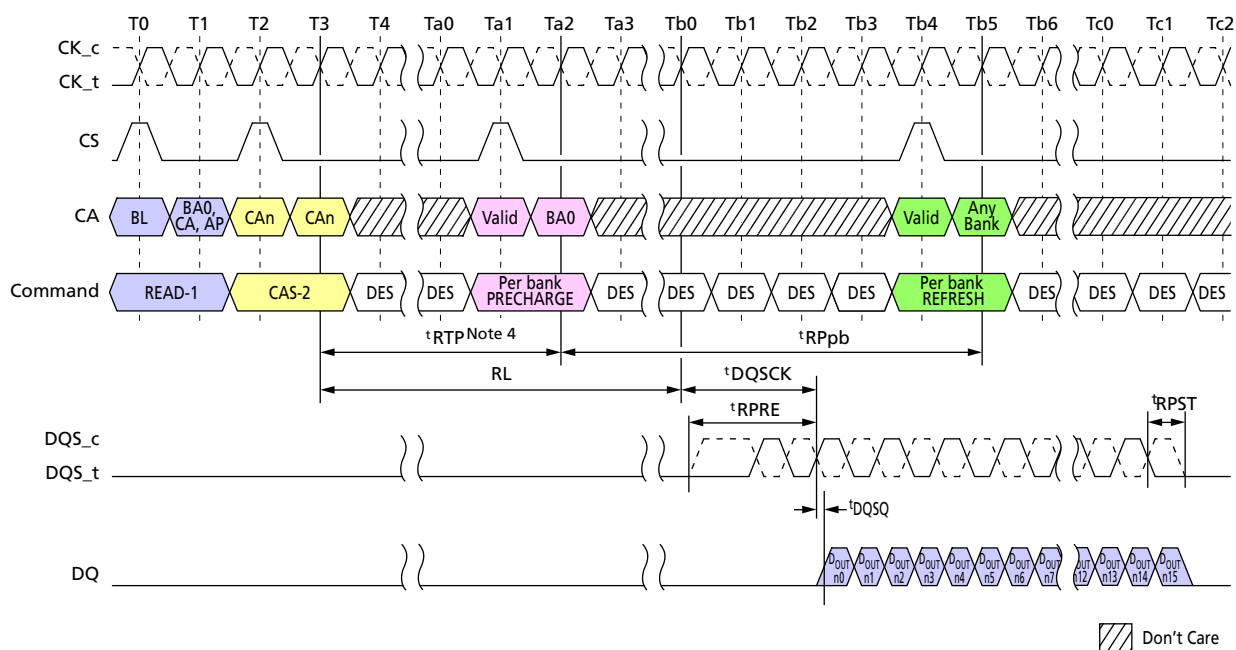 T0 T1 T2 T3 T4 Ta0 Ta1 Ta2 Ta3 Tb0 Tb1 Tb2 Tb3 Tb4 Tb5 Tb6 Tc0 Tc1 Tc2
CK_c
CK_t
CS
CA BL BA0, CA, AP CAn CAn Valid BA0 Valid Any Bank
Command READ-1 CAS-2 DES DES Per bank PRECHARGE DES DES DES DES DES Per bank REFRESH DES DES DES DES
tRTP Note 4 tRPpb
RL tDQSCK
tRPRE tRPST
DQS_c
DQS_t
tDQSQ
DQ DOUT n0 DOUT n1 DOUT n2 DOUT n3 DOUT n4 DOUT n5 DOUT n6 DOUT n7 DOUT n12 DOUT n13 DOUT n14 DOUT n15
Don't Care